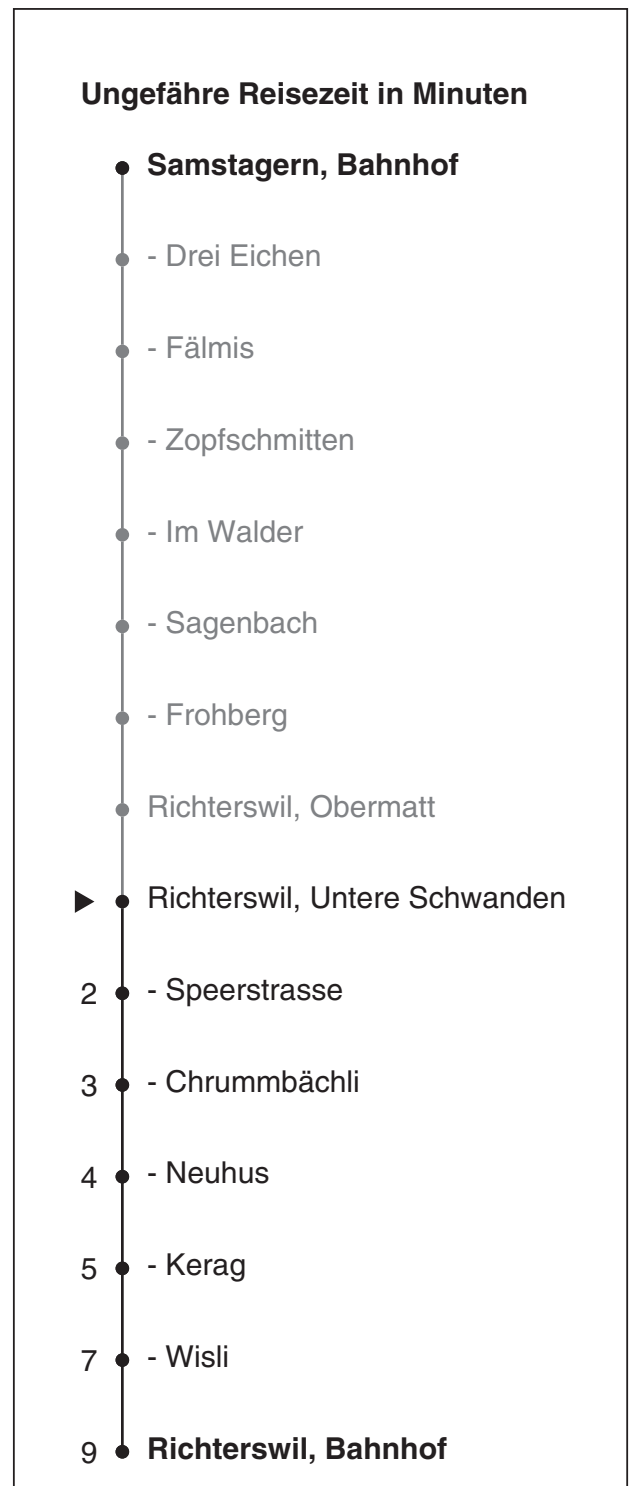 Ungefähre Reisezeit in Minuten
Samstagern, Bahnhof
- Drei Eichen
- Fälmis
- Zopfschmitten
- Im Walder
- Sagenbach
- Frohberg
Richterswil, Obermatt
Richterswil, Untere Schwanden
2 - Speerstrasse
3 - Chrummbächli
4 - Neuhus
5 - Kerag
7 - Wisli
9 Richterswil, Bahnhof